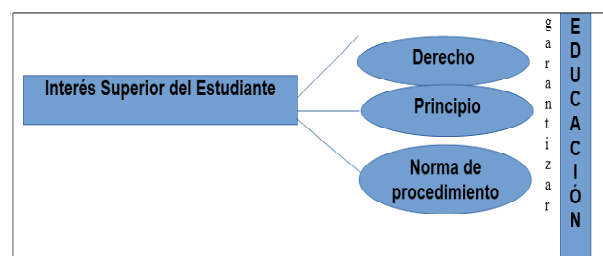 Interés Superior del Estudiante
Derecho
Principio
Norma de
procedimiento
garantizar
EDUCACIÓN